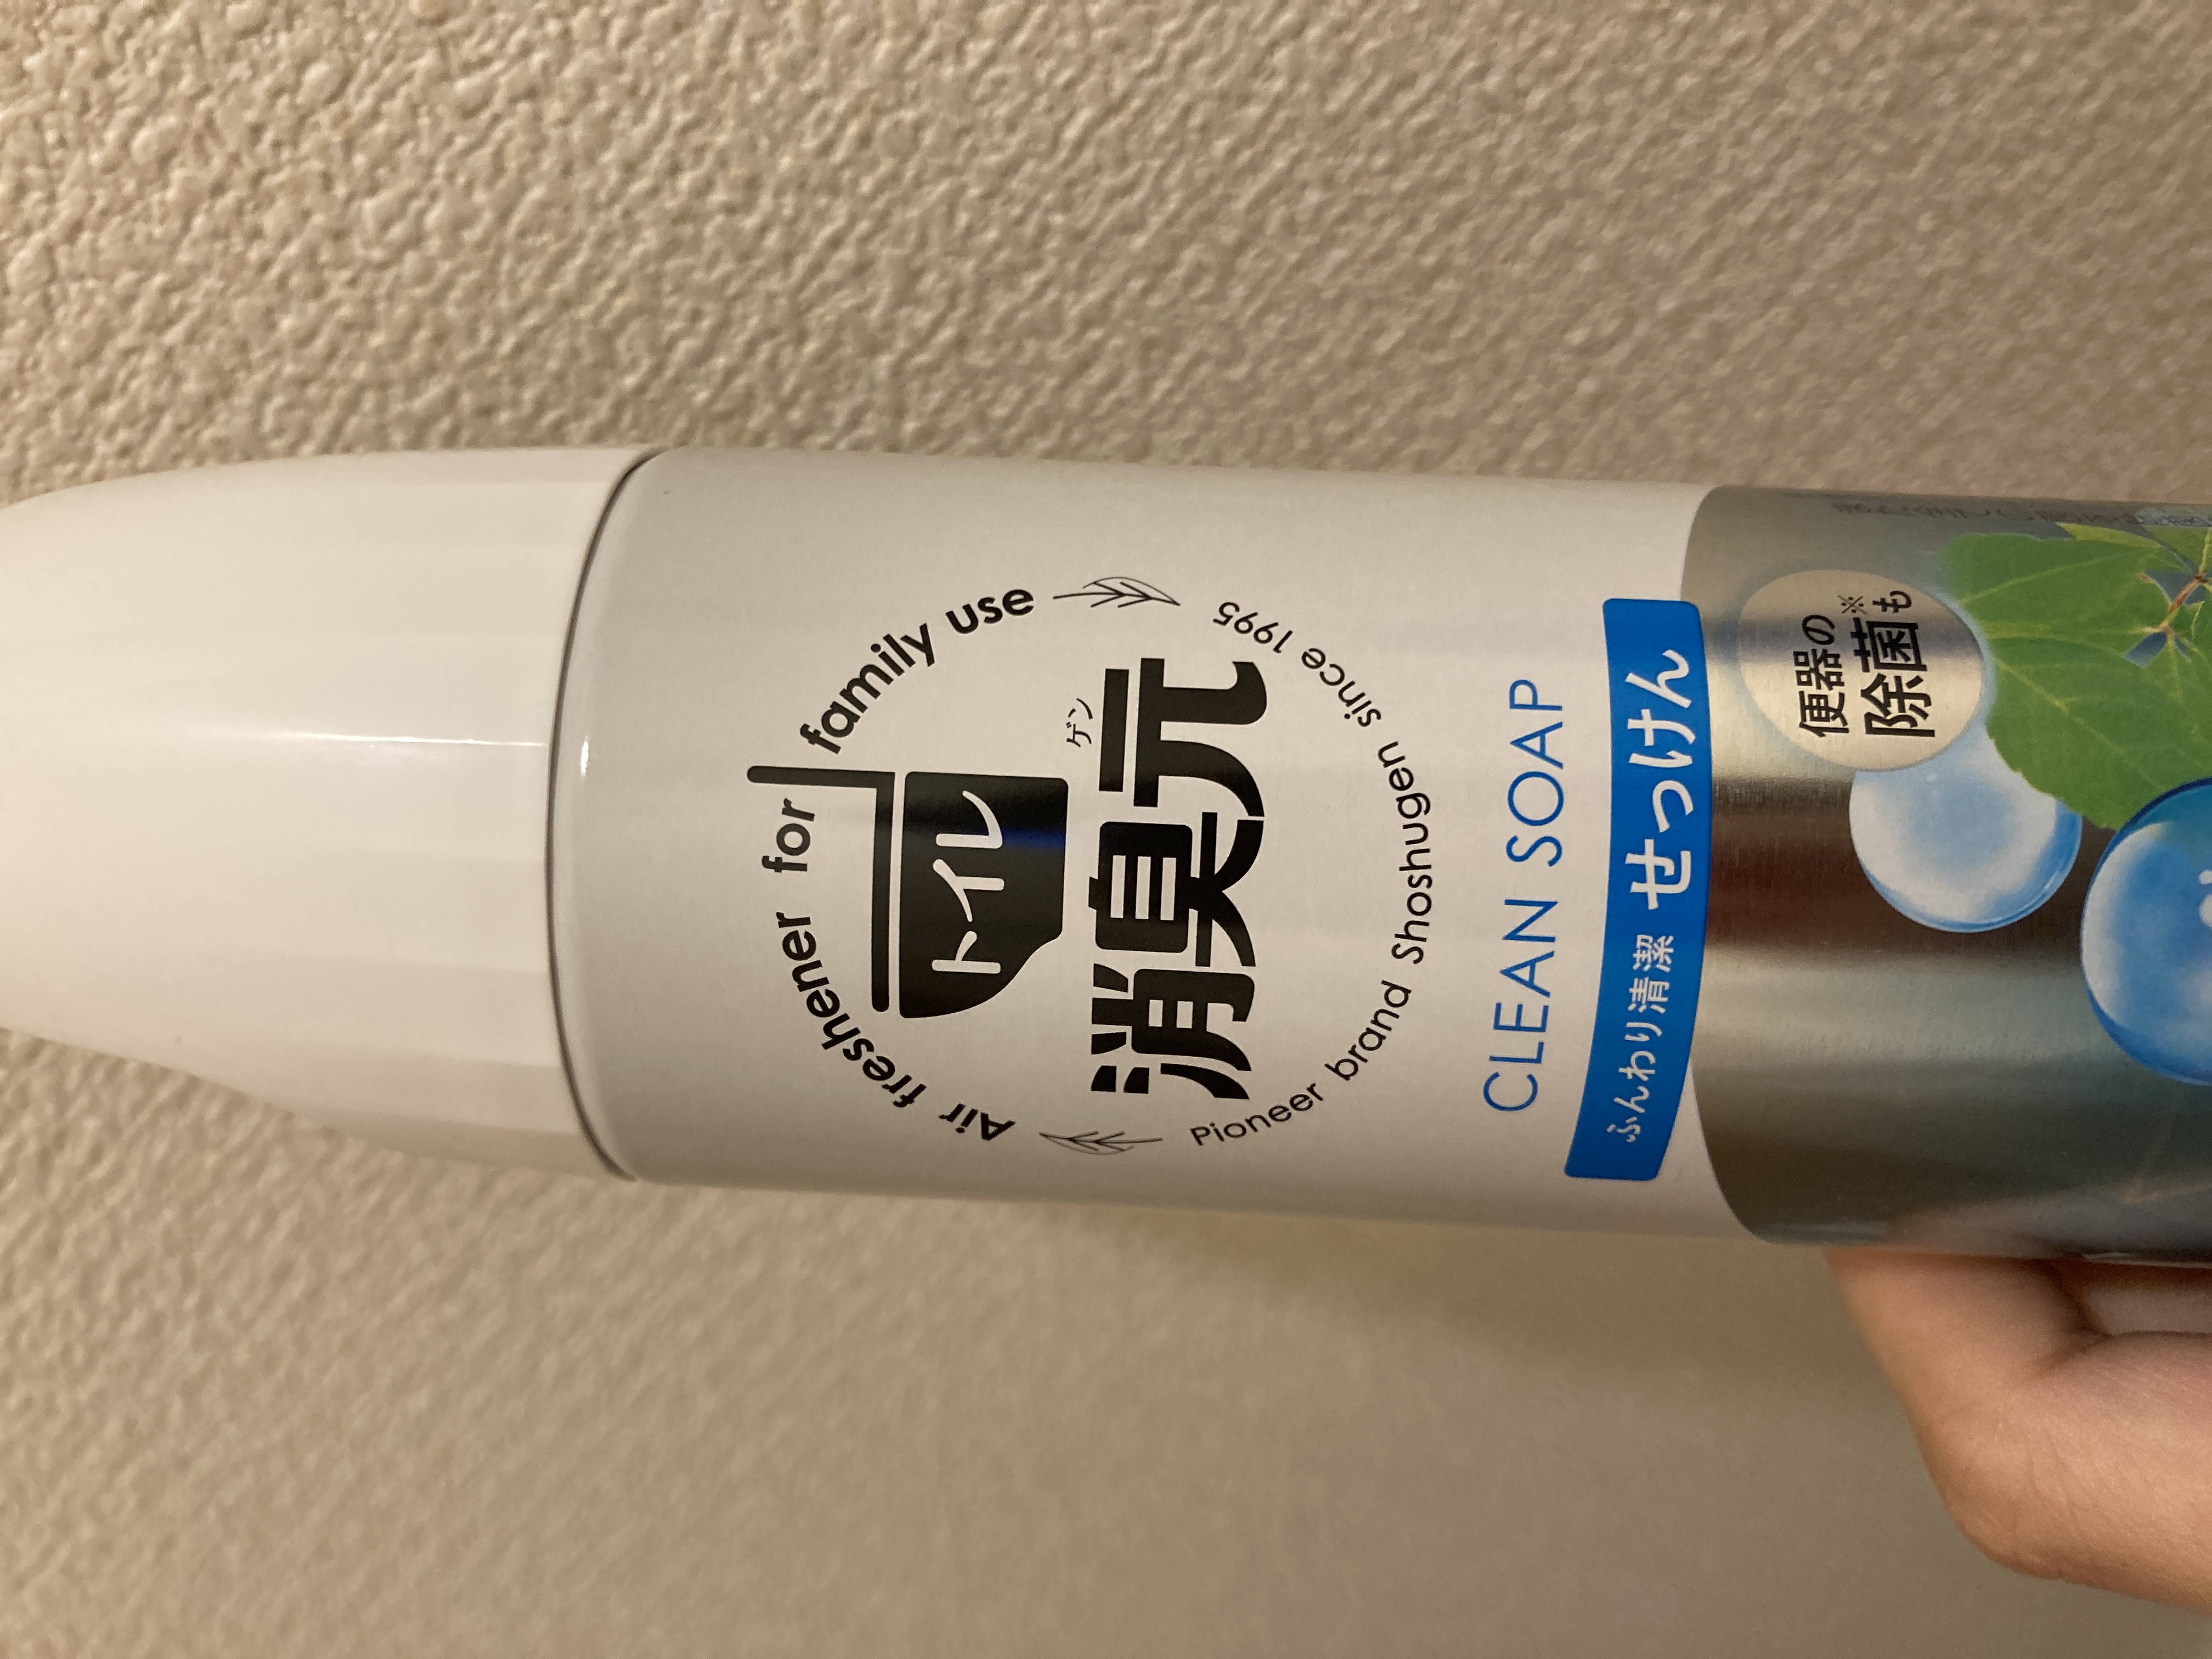 Air freshener for family use
トイレ
消臭元
ゲン
Pioneer brand Shoshugen since 1995
CLEAN SOAP
ふんわり清潔 せっけん
便器の
除菌※も